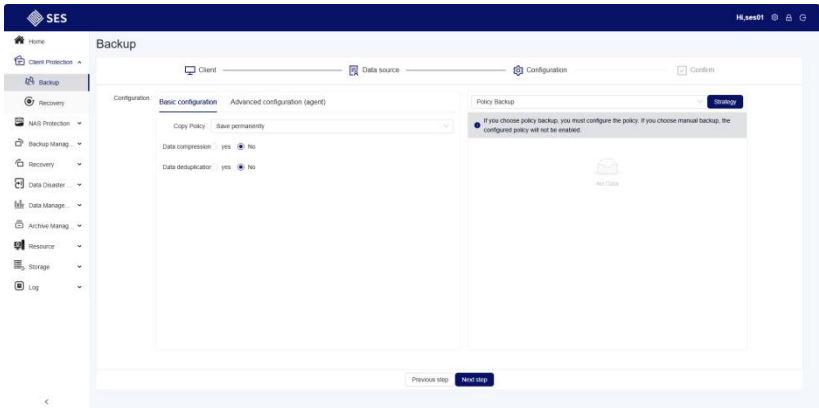 SES
Hi,ses01
Home
Client Protection
Backup
Recovery
NAS Protection
Backup Manag...
Recovery
Data Disaster ...
Data Manage...
Archive Manag...
Resource
Storage
Log
Backup
Client
Data source
Configuration
Confirm
Configuration:
Basic configuration
Advanced configuration (agent)
Copy Policy: Save permanently
Data compression: yes No
Data deduplication: yes No
Policy Backup
Strategy
If you choose policy backup, you must configure the policy. If you choose manual backup, the
configured policy will not be enabled.
No Data
Previous step
Next step